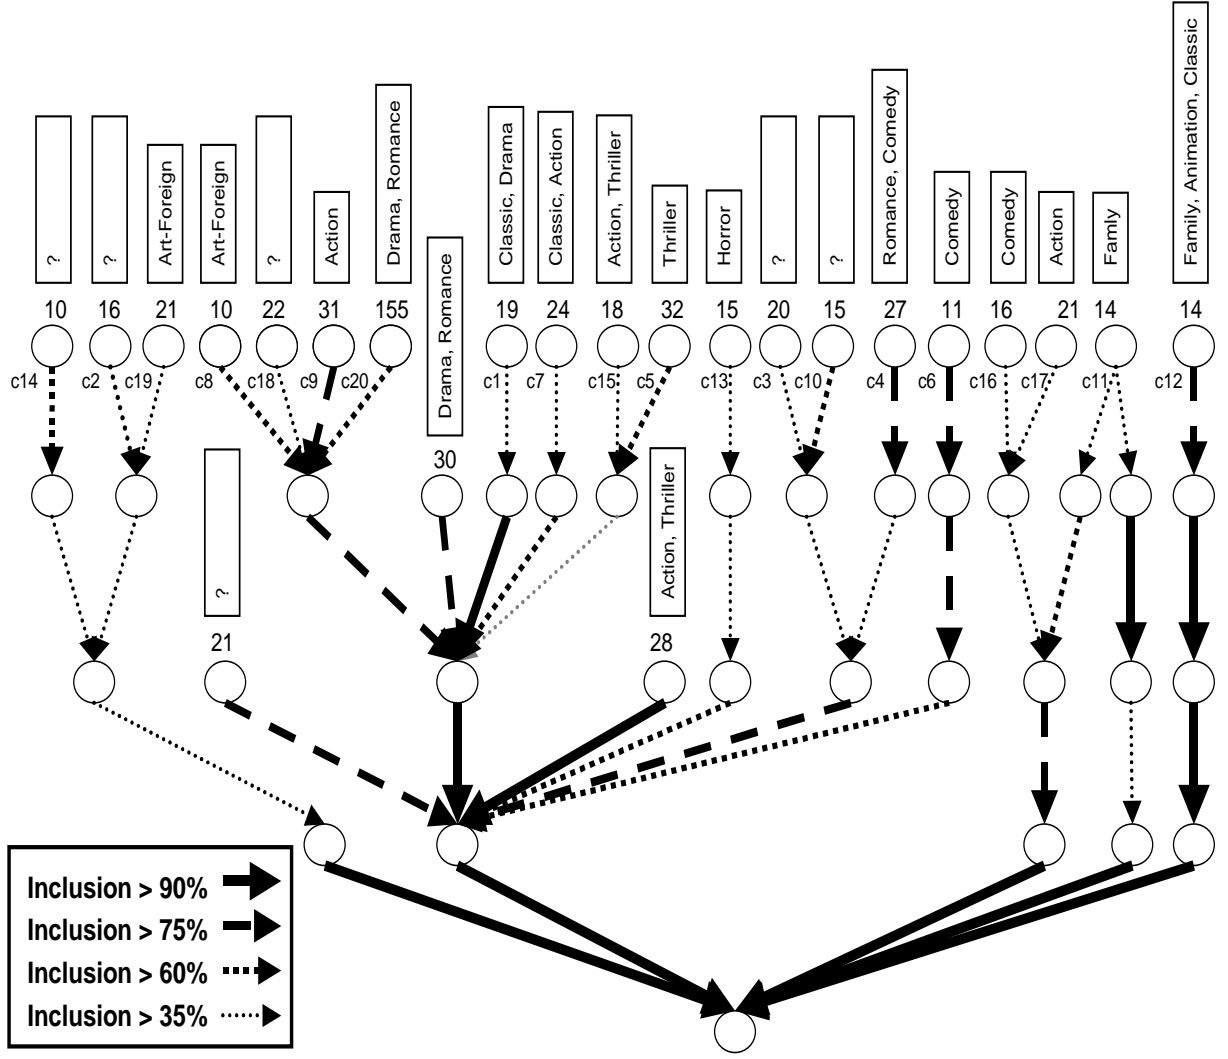 ?
?
Art-Foreign
Art-Foreign
?
Action
Drama, Romance
Drama, Romance
Classic, Drama
Classic, Action
Action, Thriller
Thriller
Horror
?
?
Romance, Comedy
Comedy
Comedy
Action
Famly
Family, Animation, Classic
10 16 21 10 22 31 155 19 24 18 32 15 20 15 27 11 16 21 14 14
c14 c2 c19 c8 c18 c9 c20 c1 c7 c15 c5 c13 c3 c10 c4 c6 c16 c17 c11 c12
30
?
Action, Thriller
21 28
Inclusion > 90%
Inclusion > 75%
Inclusion > 60%
Inclusion > 35%